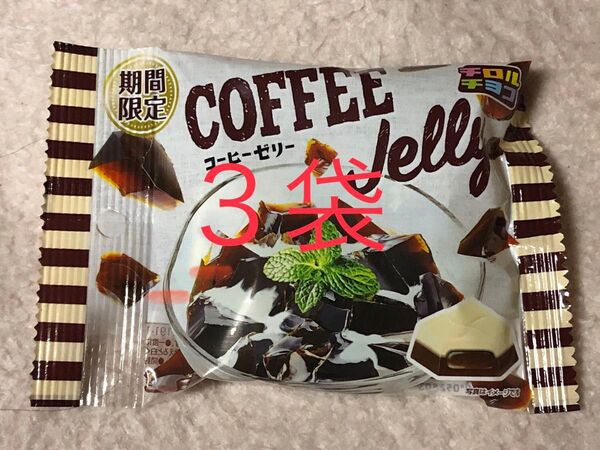 期間
限定
COFFEE
Jelly
コーヒーゼリー
チロル
チョコ
3袋
写真はイメージです